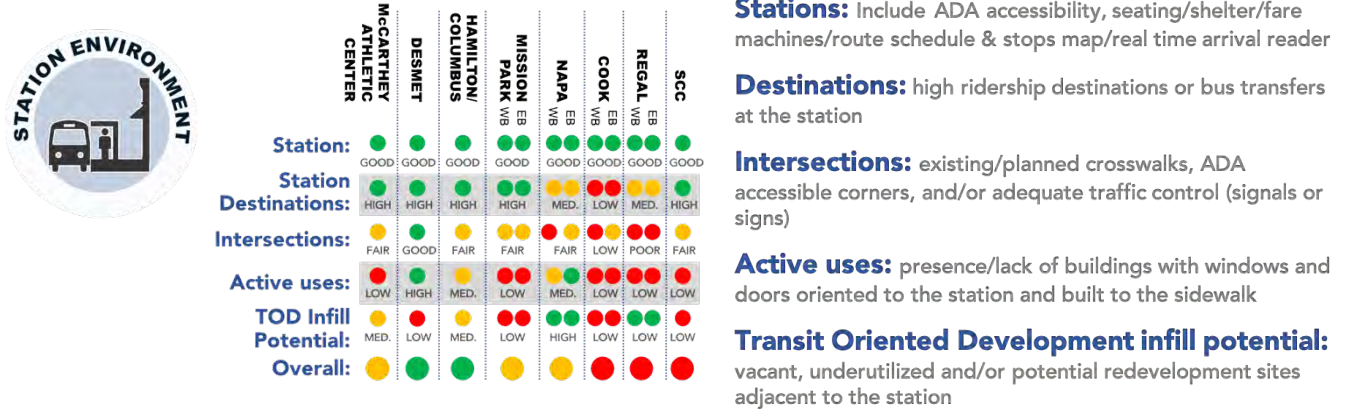 STATION ENVIRONMENT
McCARTHEY
ATHLETIC
CENTER
DESMET
HAMILTON/
COLUMBUS
MISSION
PARK
WB EB
NAPA
WB EB
COOK
WB EB
REGAL
WB EB
SCC
Station:
GOOD GOOD GOOD GOOD GOOD GOOD GOOD GOOD
Station
Destinations:
HIGH HIGH HIGH HIGH MED. LOW MED. HIGH
Intersections:
FAIR GOOD FAIR FAIR FAIR LOW POOR FAIR
Active uses:
LOW HIGH MED. LOW MED. LOW LOW LOW
TOD Infill
Potential:
MED. LOW MED. LOW HIGH LOW LOW LOW
Overall:
Stations: Include ADA accessibility, seating/shelter/fare
machines/route schedule & stops map/real time arrival reader
Destinations: high ridership destinations or bus transfers
at the station
Intersections: existing/planned crosswalks, ADA
accessible corners, and/or adequate traffic control (signals or
signs)
Active uses: presence/lack of buildings with windows and
doors oriented to the station and built to the sidewalk
Transit Oriented Development infill potential:
vacant, underutilized and/or potential redevelopment sites
adjacent to the station